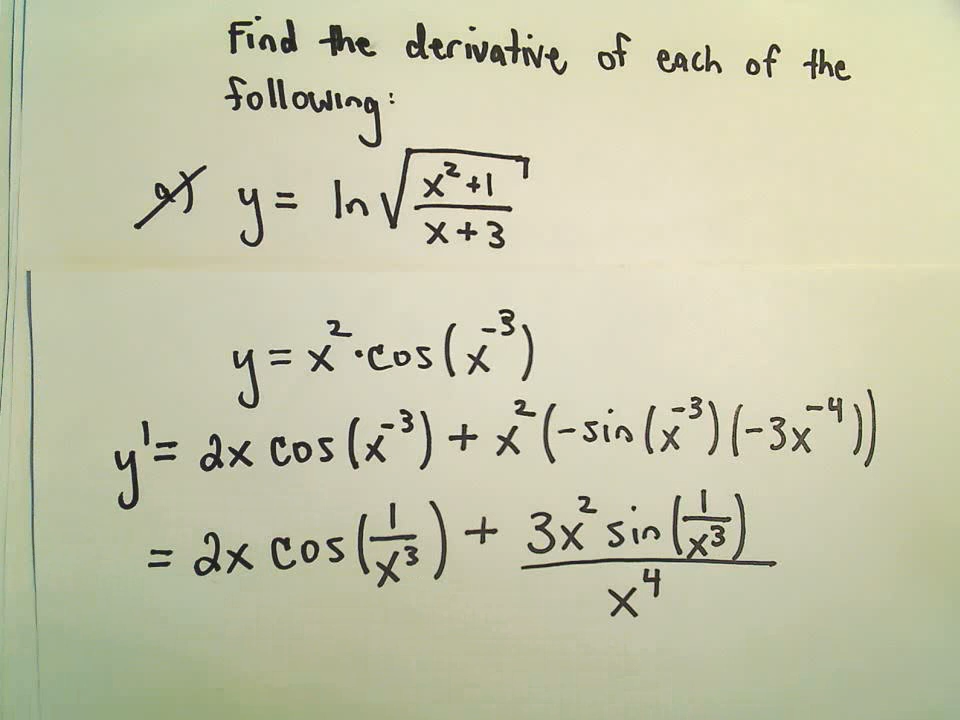 Find the derivative of each of the
following:
a) y = ln√((x²+1)/(x+3))
y = x²·cos(x⁻³)
y' = 2x cos(x⁻³) + x²(-sin(x⁻³)(-3x⁻⁴))
= 2x cos(1/x³) + (3x² sin(1/x³))/x⁴